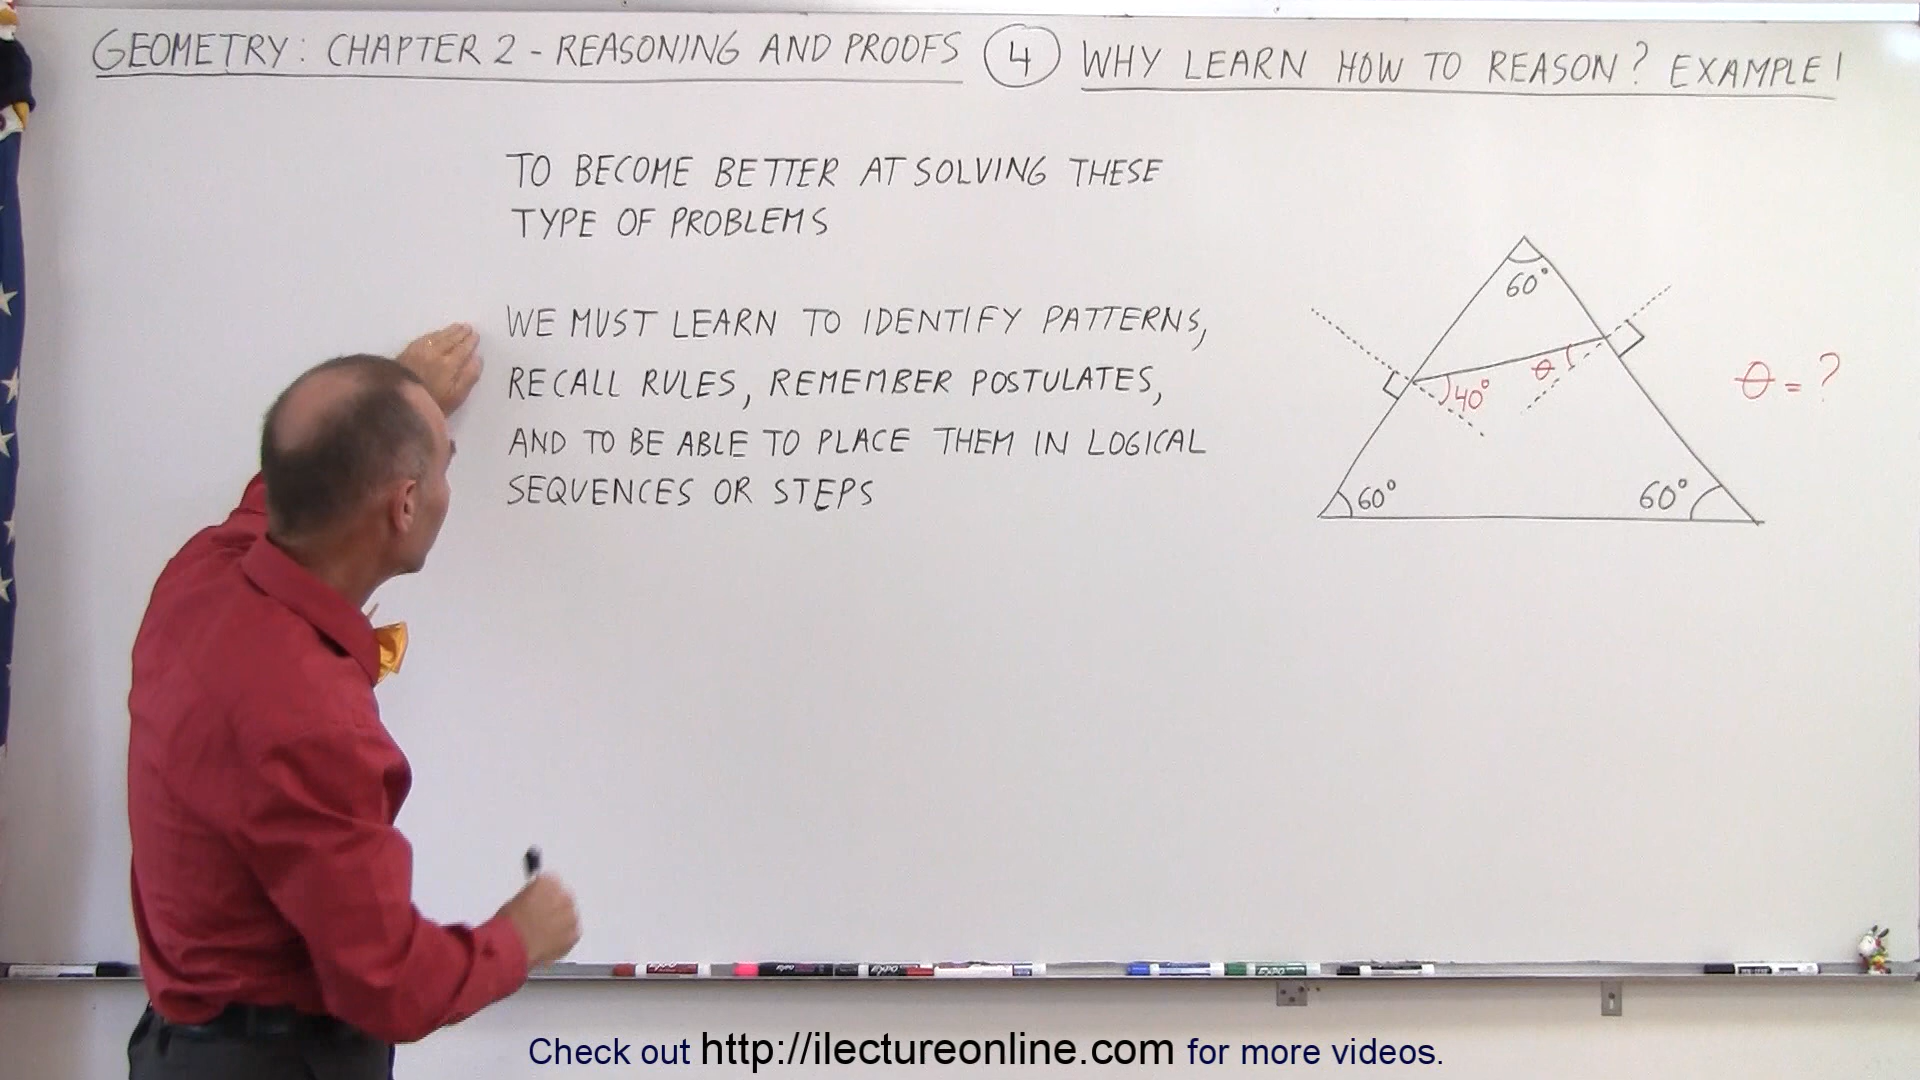 GEOMETRY: CHAPTER 2 - REASONING AND PROOFS 4 WHY LEARN HOW TO REASON? EXAMPLE 1
TO BECOME BETTER AT SOLVING THESE
TYPE OF PROBLEMS
WE MUST LEARN TO IDENTIFY PATTERNS,
RECALL RULES, REMEMBER POSTULATES,
AND TO BE ABLE TO PLACE THEM IN LOGICAL
SEQUENCES OR STEPS
60°
θ
40°
θ = ?
60°
60°
Check out http://ilectureonline.com for more videos.